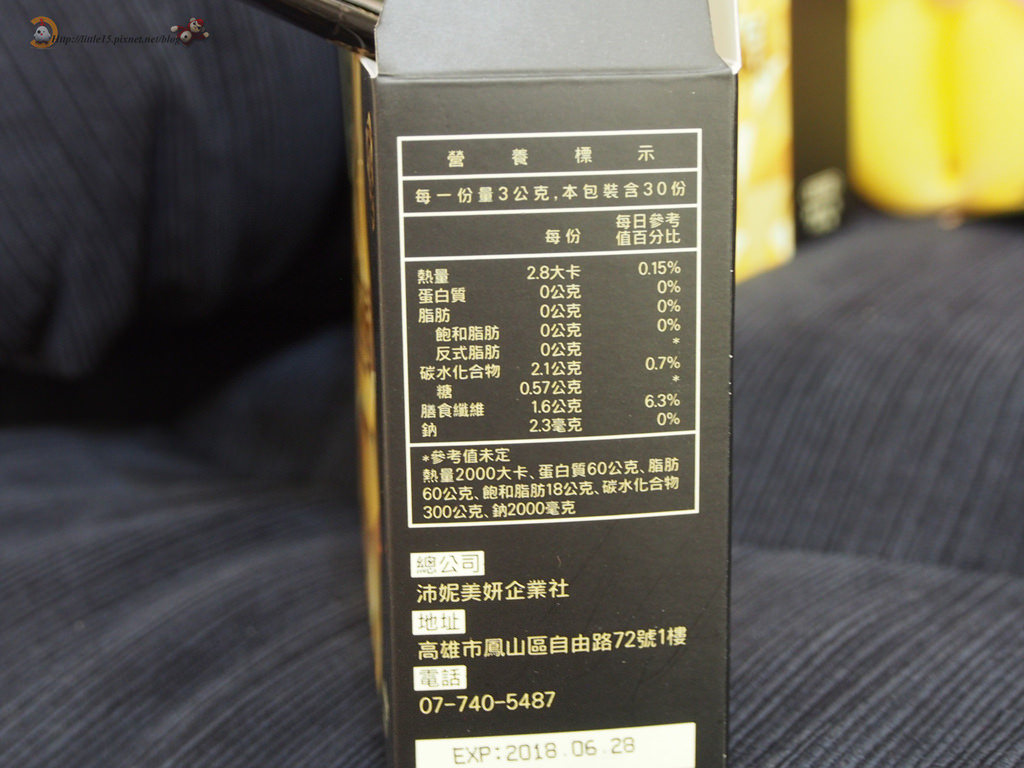 Http://little15.pixnet.net/blog
營養標示
每一份量3公克,本包裝含30份
每份 每日參考值百分比
熱量 2.8大卡 0.15%
蛋白質 0公克 0%
脂肪 0公克 0%
飽和脂肪 0公克 0%
反式脂肪 0公克 *
碳水化合物 2.1公克 0.7%
糖 0.57公克 *
膳食纖維 1.6公克 6.3%
鈉 2.3毫克 0%
*參考值未定
熱量2000大卡、蛋白質60公克、脂肪
60公克、飽和脂肪18公克、碳水化合物
300公克、鈉2000毫克
總公司
沛妮美妍企業社
地址
高雄市鳳山區自由路72號1樓
電話
07-740-5487
EXP:2018.06.28